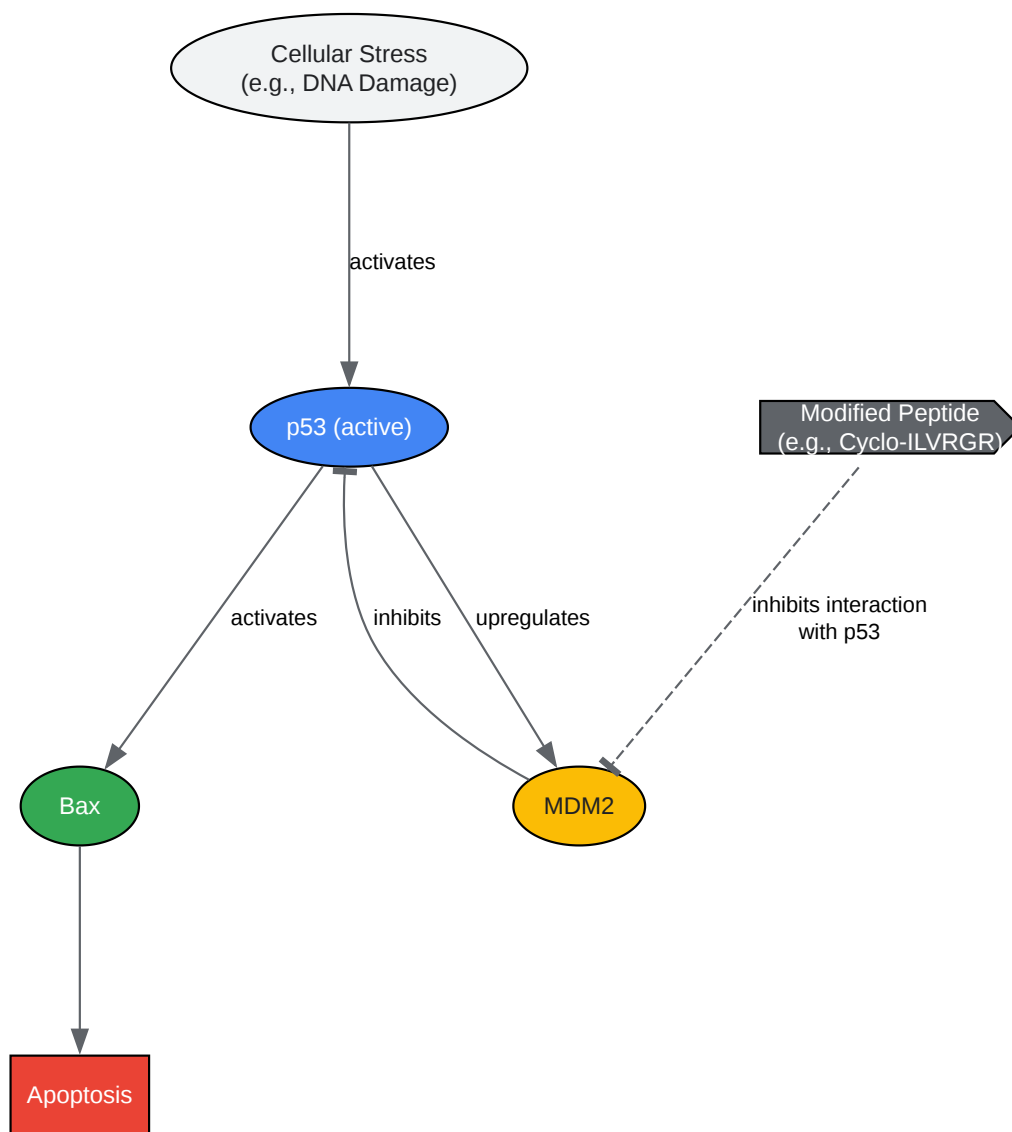 Cellular Stress
(e.g., DNA Damage)
activates
p53 (active)
Modified Peptide
(e.g., Cyclo-ILVRGR)
activates
inhibits
upregulates
inhibits interaction
with p53
Bax
MDM2
Apoptosis